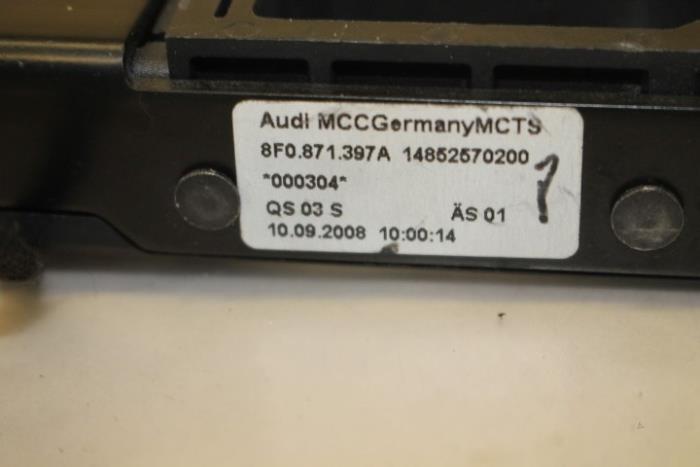 Audi MCCGermanyMCTS
8F0.871.397A 14852570200
*000304*
QS 03 S ÄS 01
10.09.2008 10:00:14